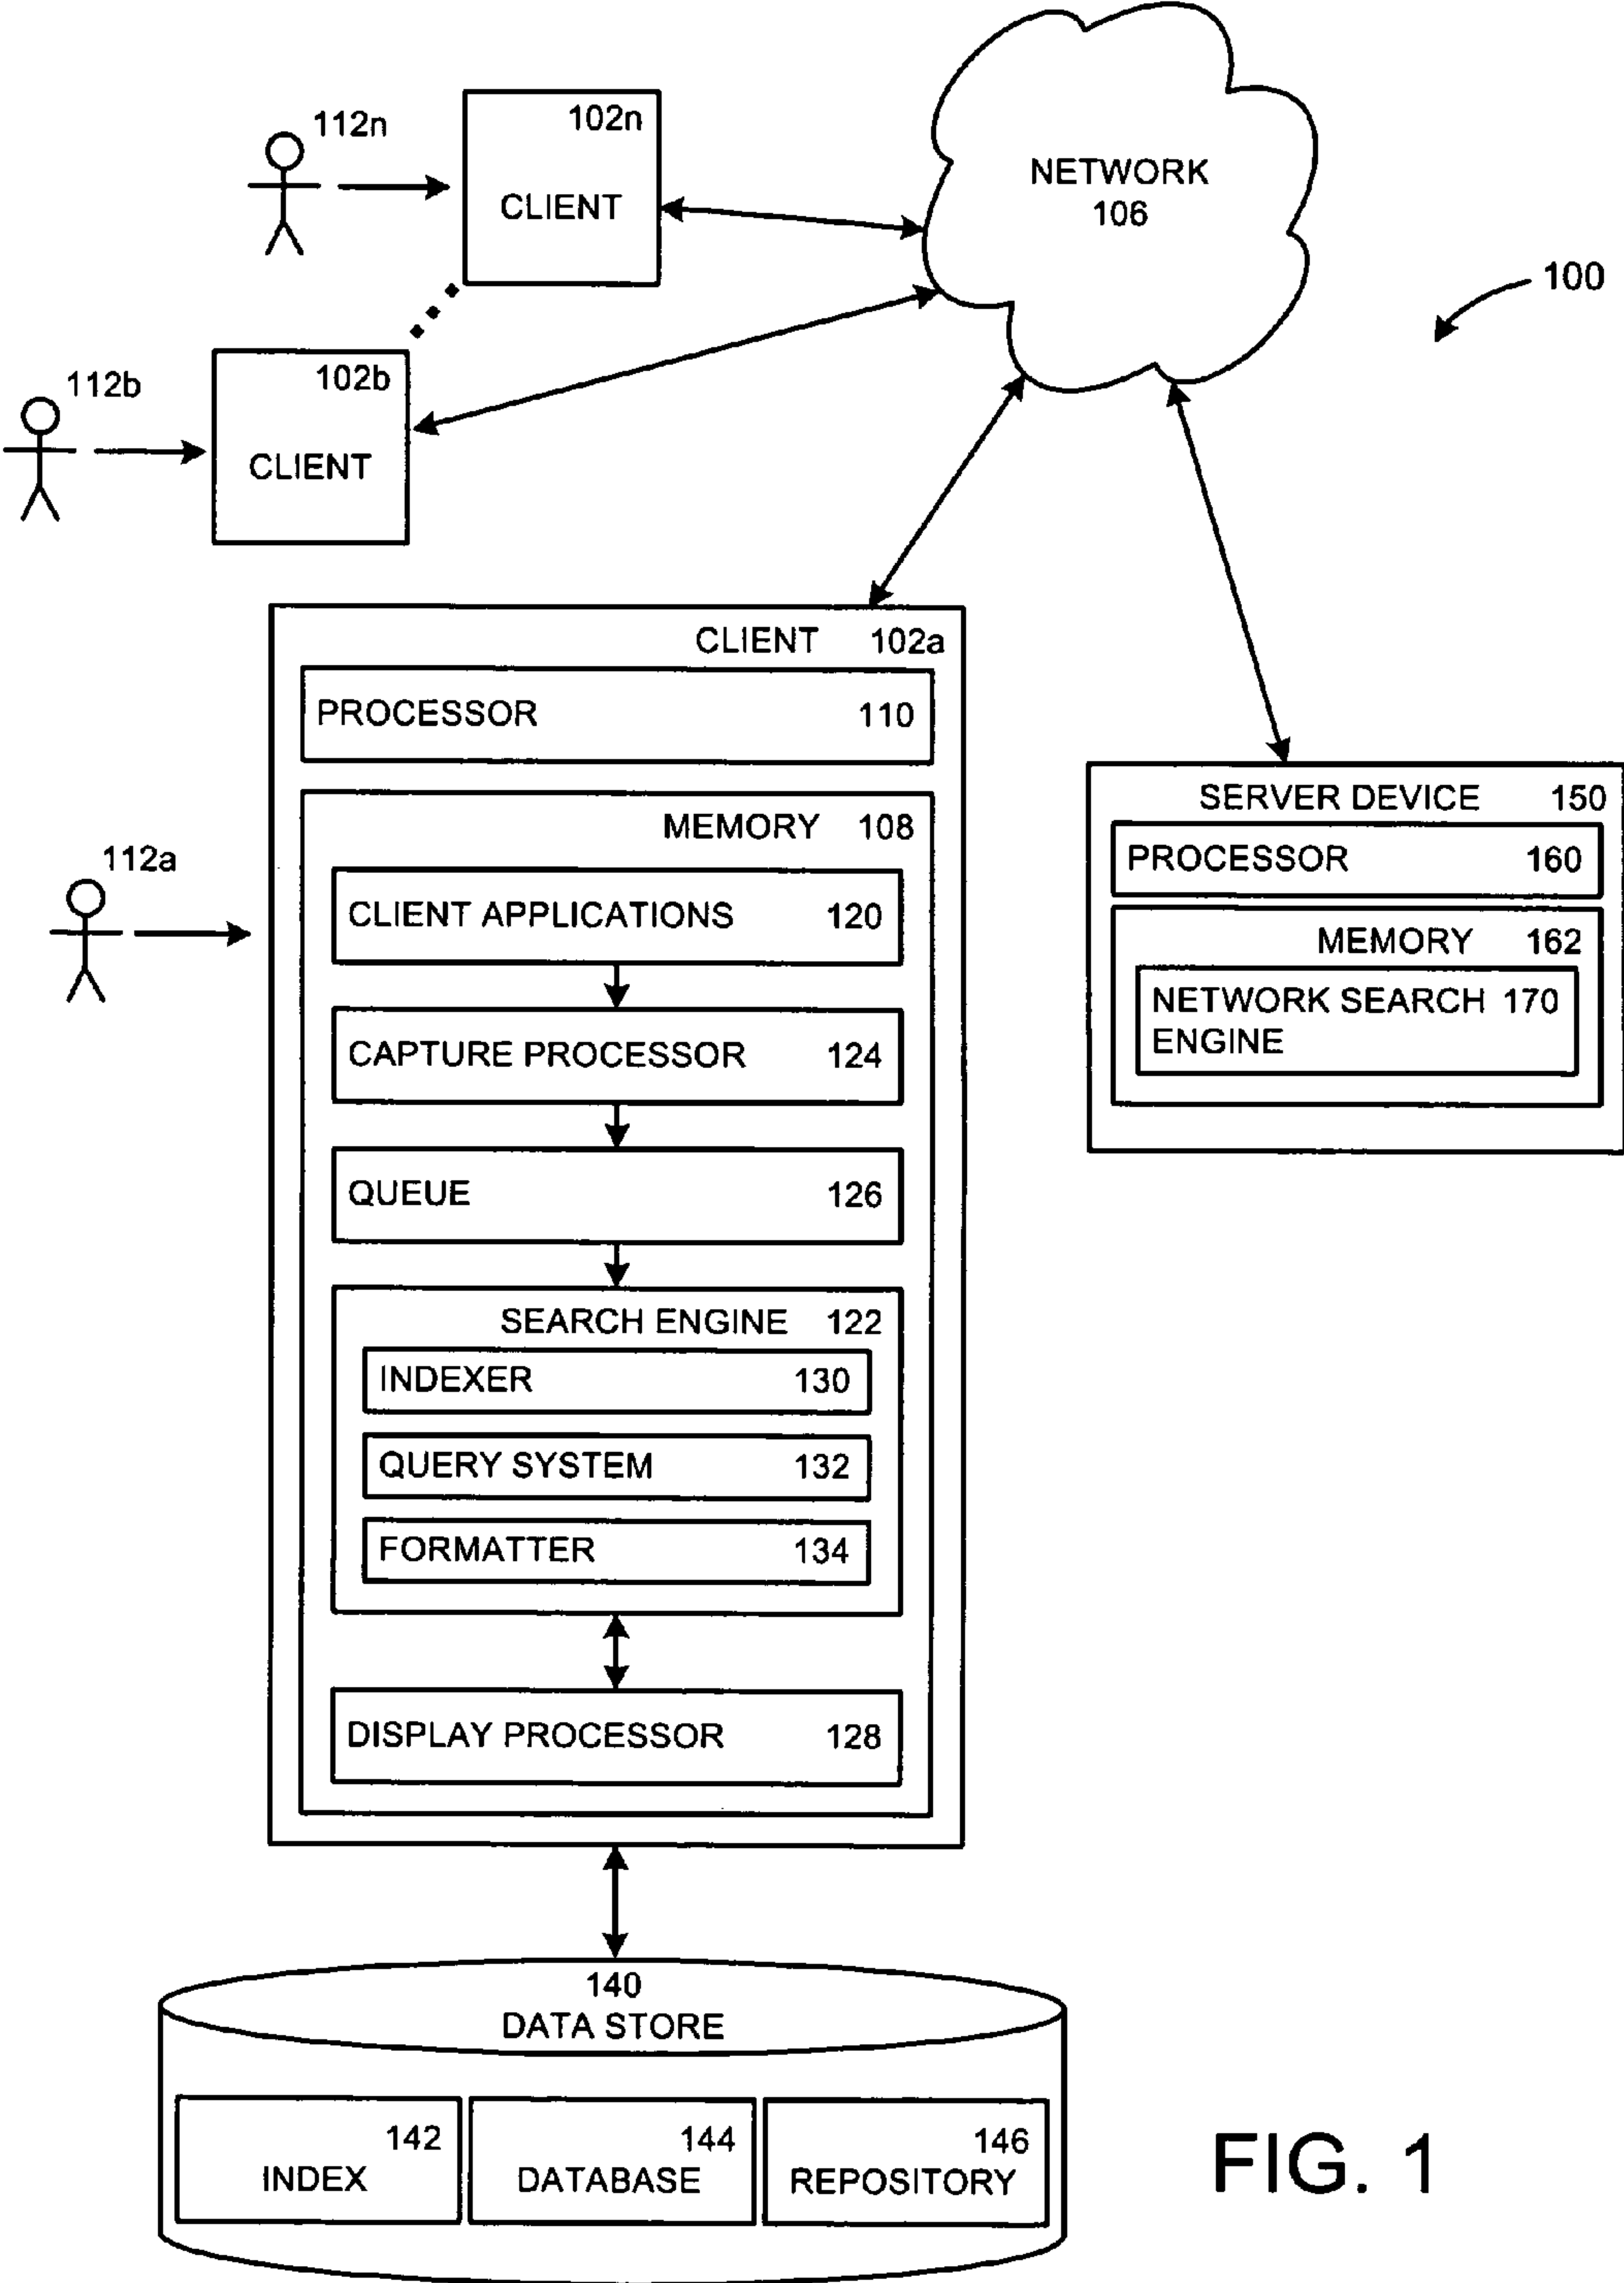 112n
102n
CLIENT
NETWORK
106
100
112b
102b
CLIENT
CLIENT 102a
PROCESSOR 110
MEMORY 108
112a
CLIENT APPLICATIONS 120
CAPTURE PROCESSOR 124
QUEUE 126
SEARCH ENGINE 122
INDEXER 130
QUERY SYSTEM 132
FORMATTER 134
DISPLAY PROCESSOR 128
SERVER DEVICE 150
PROCESSOR 160
MEMORY 162
NETWORK SEARCH 170
ENGINE
140
DATA STORE
142
INDEX
144
DATABASE
146
REPOSITORY
FIG. 1